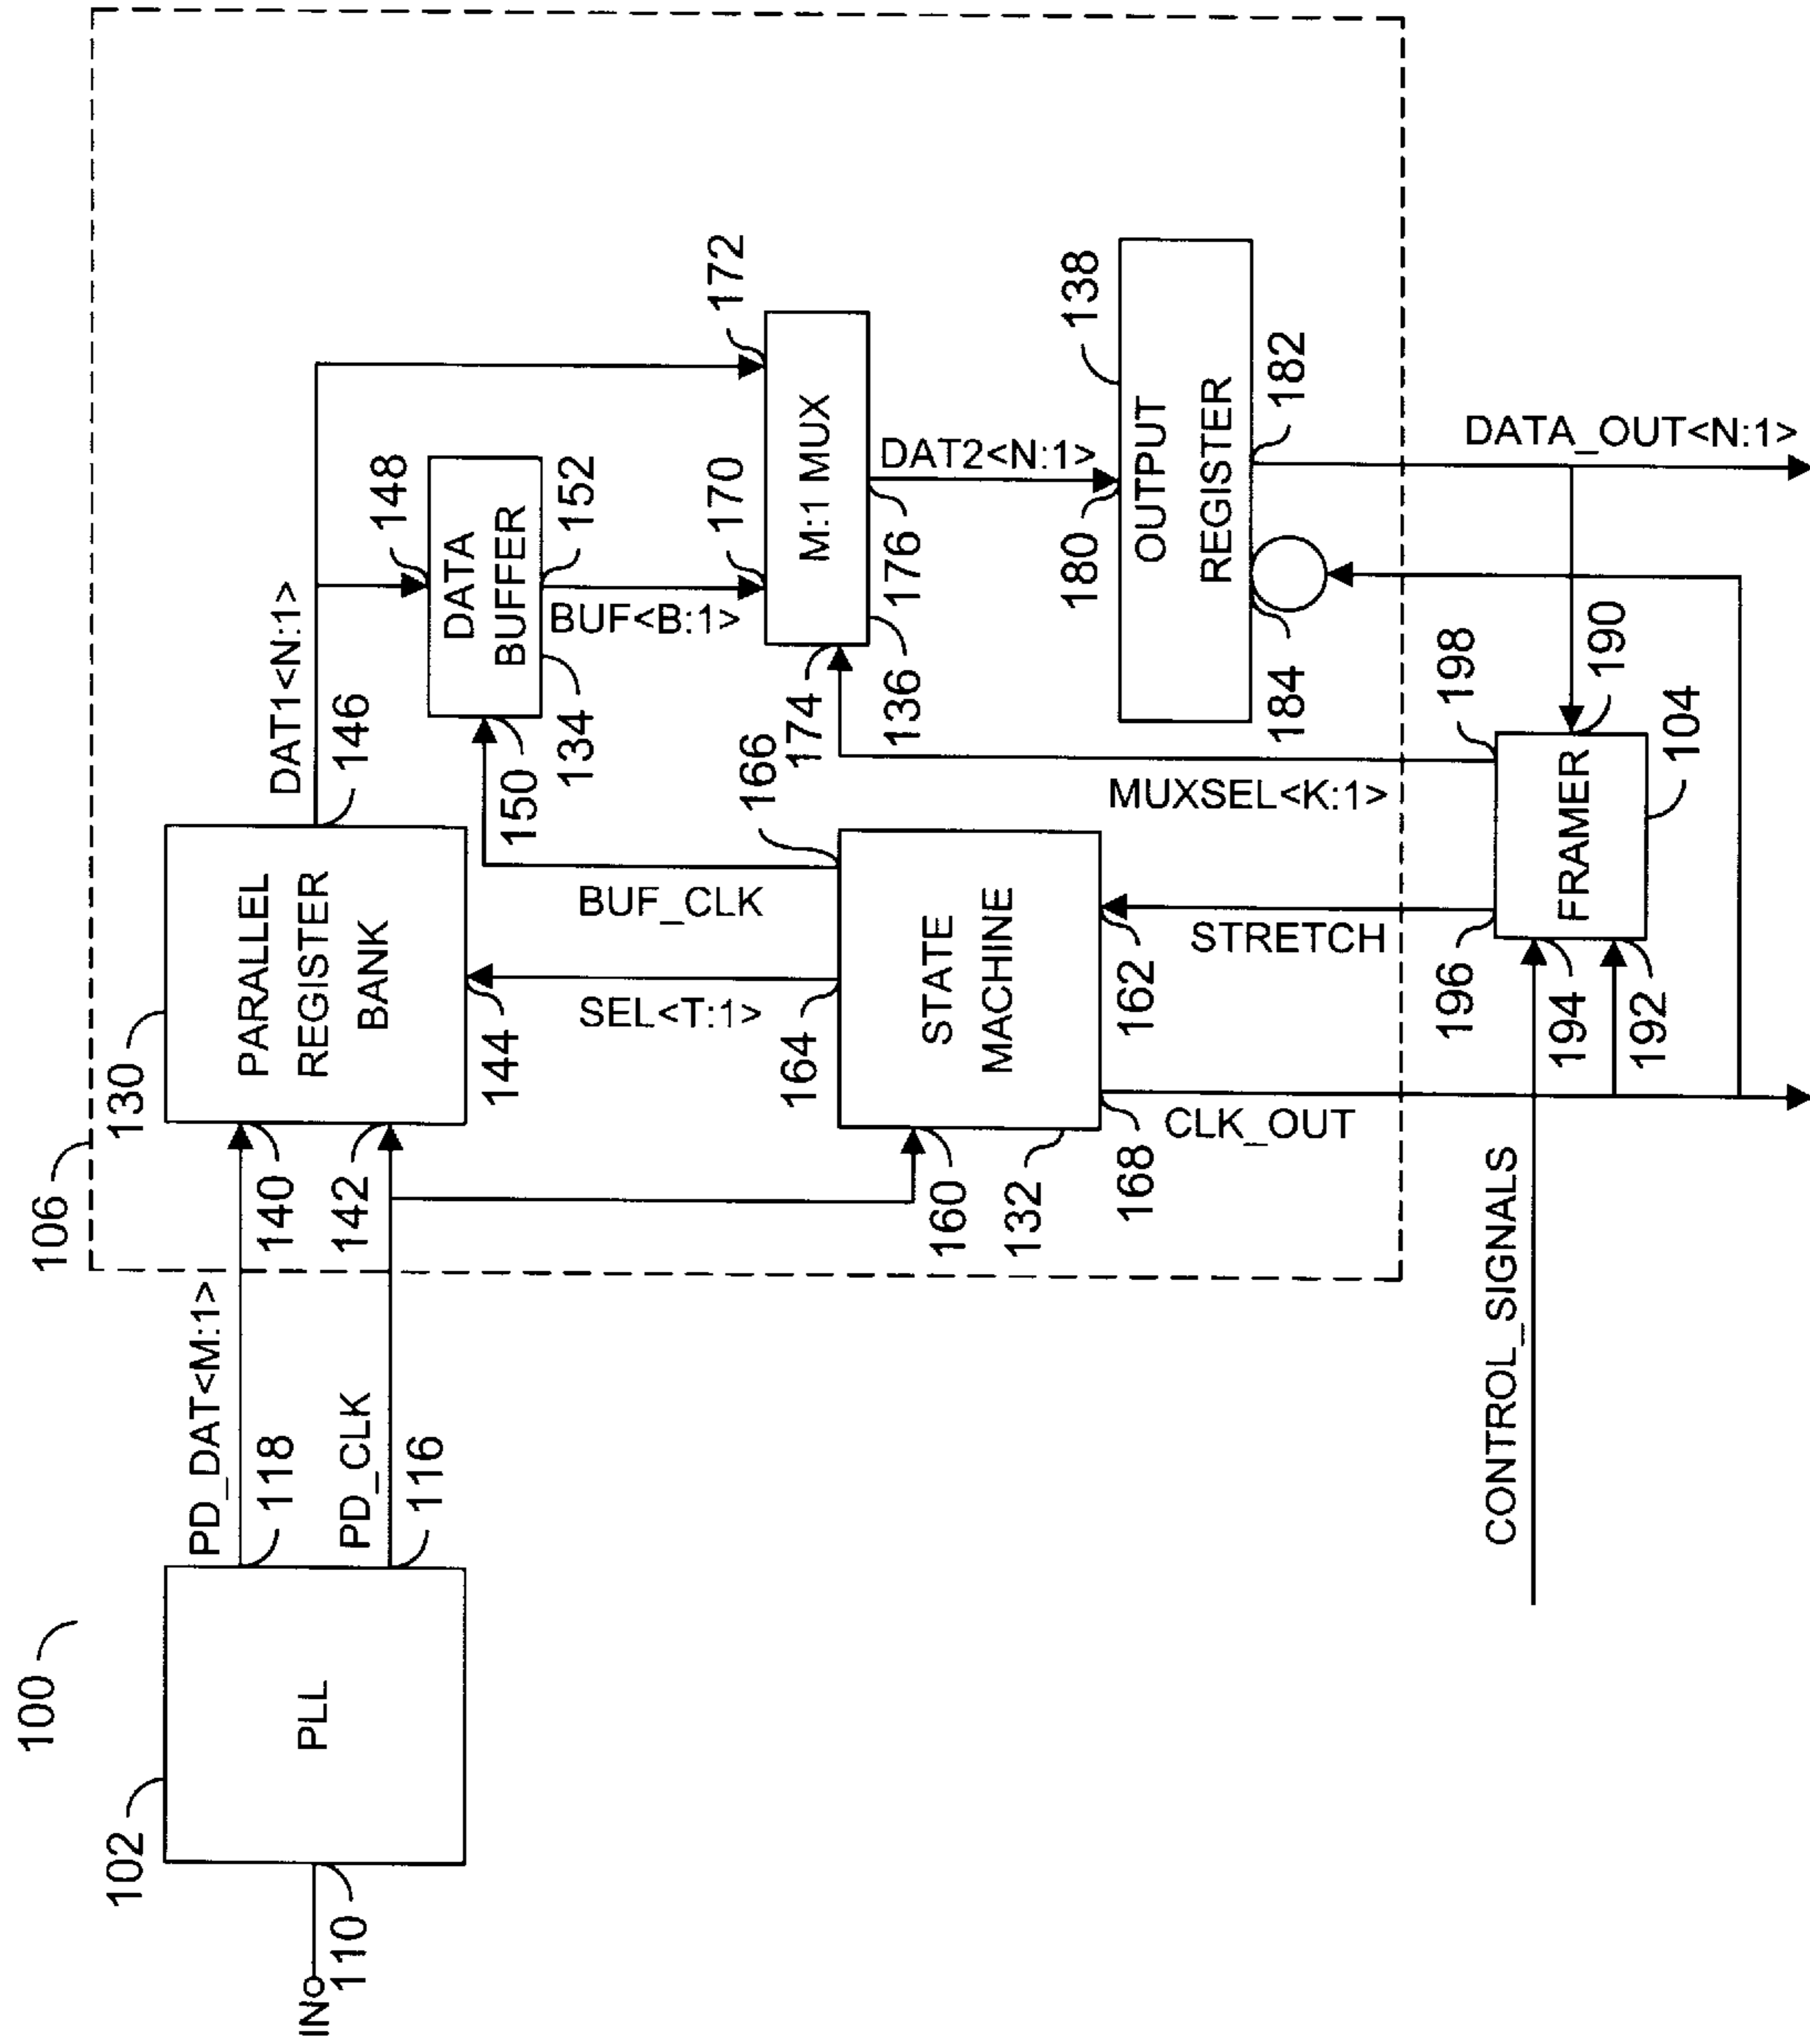 100
102
PLL
IN
110
PD_DAT<M:1>
118
PD_CLK
116
106
130
PARALLEL
REGISTER
BANK
140
142
144
DAT1<N:1>
146
148
DATA
BUFFER
150
134
152
BUF<B:1>
BUF_CLK
SEL<T:1>
164
166
STATE
MACHINE
160
132
168
162
CLK_OUT
STRETCH
170
172
M:1 MUX
174
136
176
DAT2<N:1>
MUXSEL<K:1>
180
OUTPUT
REGISTER
138
184
182
DATA_OUT<N:1>
198
190
FRAMER
104
196
194
192
CONTROL_SIGNALS